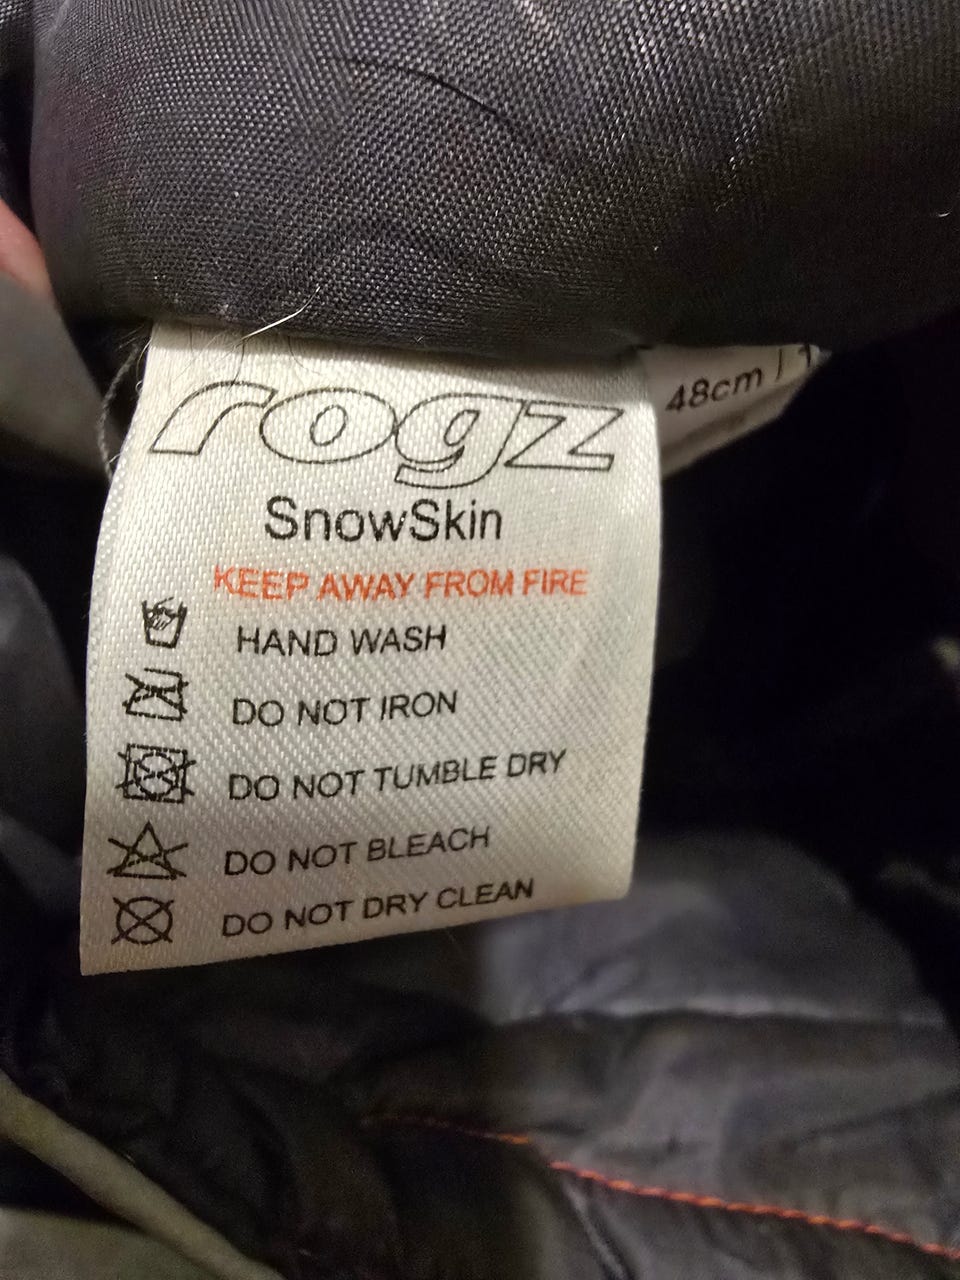 rogz
48cm / 1
SnowSkin
KEEP AWAY FROM FIRE
HAND WASH
DO NOT IRON
DO NOT TUMBLE DRY
DO NOT BLEACH
DO NOT DRY CLEAN